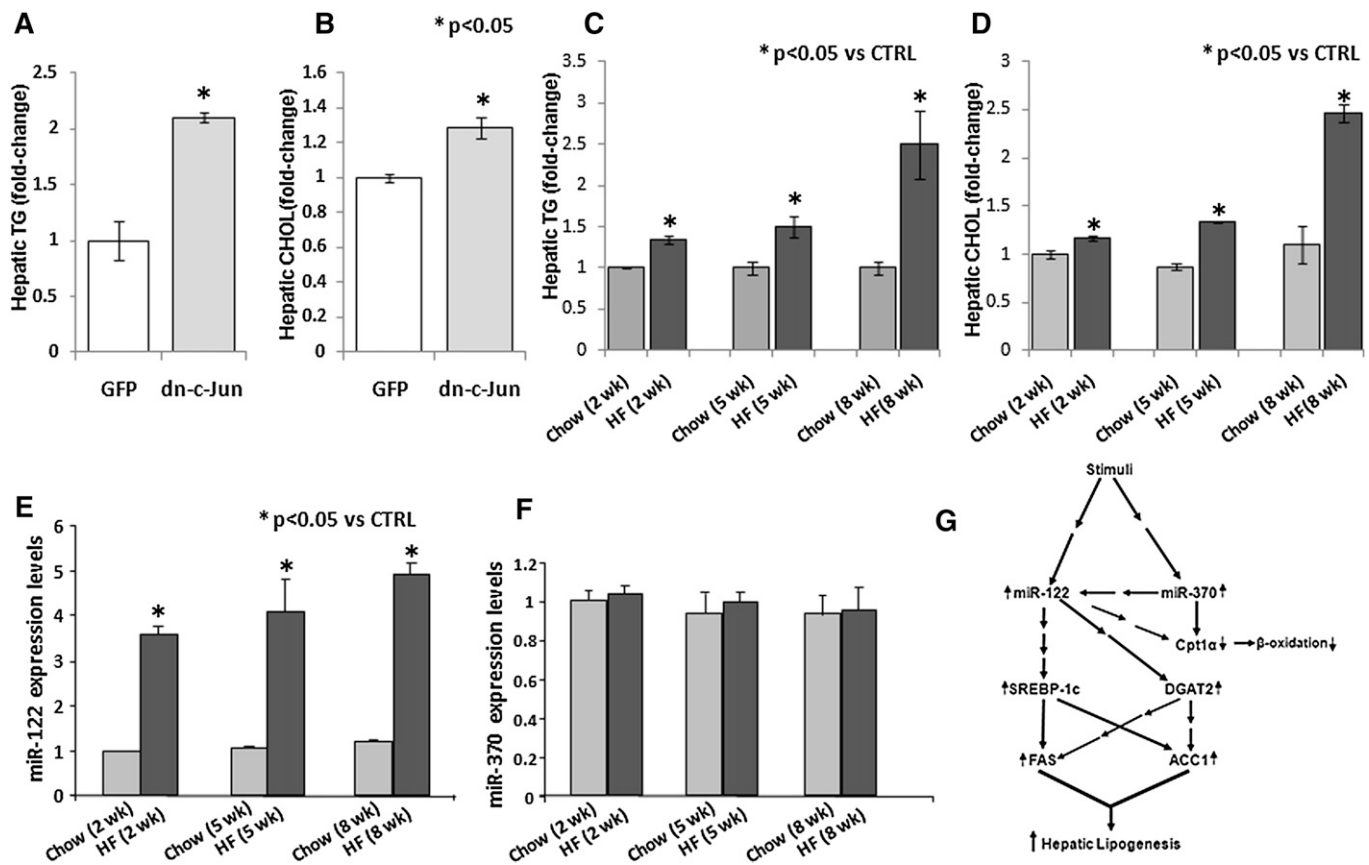 A
Hepatic TG (fold-change)
2.5
2
1.5
1
0.5
0
*
GFP dn-c-Jun
B
* p<0.05
Hepatic CHOL(fold-change)
1.6
1.4
1.2
1
0.8
0.6
0.4
0.2
0
*
GFP dn-c-Jun
C
* p<0.05 vs CTRL
Hepatic TG (fold-change)
3.5
3
2.5
2
1.5
1
0.5
0
*
*
*
Chow (2 wk)
HF (2 wk)
Chow (5 wk)
HF (5 wk)
Chow (8 wk)
HF(8 wk)
D
* p<0.05 vs CTRL
Hepatic CHOL (fold-change)
3
2.5
2
1.5
1
0.5
0
*
*
*
Chow (2 wk)
HF (2 wk)
Chow (5 wk)
HF (5 wk)
Chow (8 wk)
HF(8 wk)
E
* p<0.05 vs CTRL
miR-122 expression levels
6
5
4
3
2
1
0
*
*
*
Chow (2 wk)
HF (2 wk)
Chow (5 wk)
HF (5 wk)
Chow (8 wk)
HF (8 wk)
F
miR-370 expression levels
1.2
1
0.8
0.6
0.4
0.2
0
Chow (2 wk)
HF (2 wk)
Chow (5 wk)
HF (5 wk)
Chow (8 wk)
HF (8 wk)
G
Stimuli
↑miR-122 miR-370↑
Cpt1α↓ β-oxidation↓
↑SREBP-1c DGAT2↑
↑FAS ACC1↑
↑ Hepatic Lipogenesis